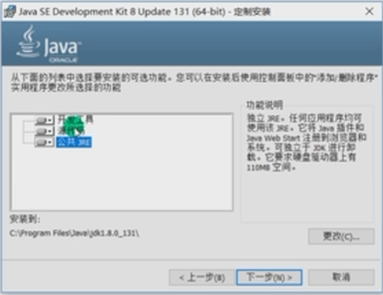 Java SE Development Kit 8 Update 131 (64-bit) - 定制安装
Java
ORACLE
从下面的列表中选择要安装的可选功能。您可以在安装后使用控制面板中的“添加/删除程序”
实用程序更改所选择的功能
功能说明
开发工具
公共 JRE
独立 JRE。任何应用程序均可
使用该 JRE。它将 Java 插件和
Java Web Start 注册到浏览器和
系统。可独立于 JDK 进行卸
载。它要求硬盘驱动器上有
110MB 空间。
安装到:
C:\Program Files\Java\jdk1.8.0_131\
更改(C)...
< 上一步(B)
下一步(N) >
取消